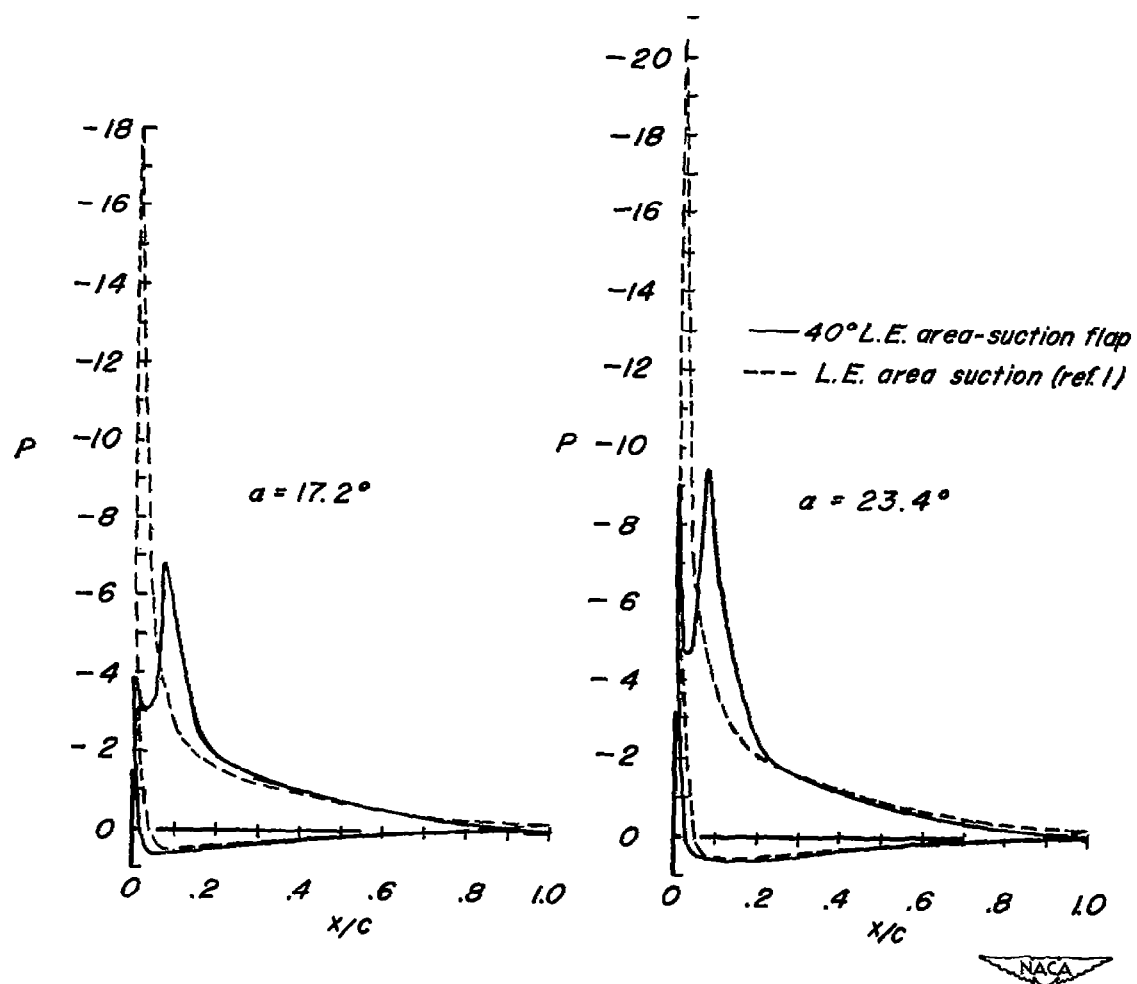 -18
-16
-14
-12
P -10
-8
-6
-4
-2
0
a = 17.2°
0 .2 .4 .6 .8 1.0
x/c
-20
-18
-16
-14
-12
P -10
-8
-6
-4
-2
0
40° L.E. area-suction flap
L.E. area suction (ref. 1)
a = 23.4°
0 .2 .4 .6 .8 1.0
x/c
NACA